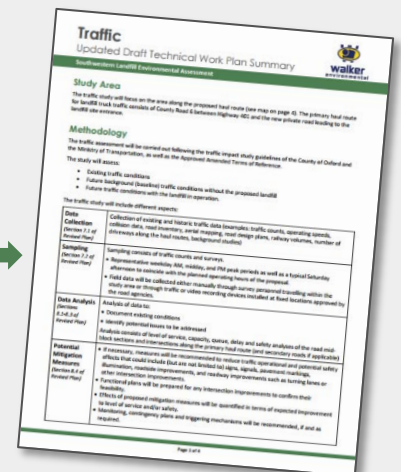 Traffic
Updated Draft Technical Work Plan Summary
walker
environmental
Southwestern Landfill Environmental Assessment
Study Area
The traffic study will focus on the area along the proposed haul route (see map on page 4). The primary haul route
for landfill truck traffic consists of County Road 6 between Highway 401 and the new private road leading to the
landfill site entrance.
Methodology
The traffic assessment will be carried out following the traffic impact study guidelines of the County of Oxford and
the Ministry of Transportation, as well as the Approved Amended Terms of Reference.
The study will assess:
• Existing traffic conditions
• Future background (baseline) traffic conditions without the proposed landfill
• Future traffic conditions with the landfill in operation.
The traffic study will include different aspects:
Data
Collection
(Section 7.1 of
Revised Plan)
Collection of existing and historic traffic data (examples: traffic counts, operating speeds,
collision data, road inventory, aerial mapping, road design plans, railway volumes, number of
driveways along the haul routes, background studies)
Sampling
(Section 7.2 of
Revised Plan)
Sampling consists of traffic counts and surveys.
• Representative weekday AM, midday, and PM peak periods as well as a typical Saturday
afternoon to coincide with the planned operating hours of the proposal.
• Field data will be collected either manually through survey personnel travelling within the
study area or through traffic or video recording devices installed at fixed locations approved by
the road agencies.
Data Analysis
(Sections
8.1-8.3 of
Revised Plan)
Analysis of data to:
• Document existing conditions
• Identify potential issues to be addressed
Analysis consists of level of service, capacity, queue, delay and safety analyses of the road mid-
block sections and intersections along the primary haul route (and secondary roads if applicable)
Potential
Mitigation
Measures
(Section 8.4 of
Revised Plan)
• If necessary, measures will be recommended to reduce traffic operational and potential safety
effects that could include (but are not limited to) signs, signals, pavement markings,
illumination, roadside improvements, and roadway improvements such as turning lanes or
other intersection improvements.
• Functional plans will be prepared for any intersection improvements to confirm their
feasibility.
• Effects of proposed mitigation measures will be quantified in terms of expected improvement
to level of service and/or safety.
• Monitoring, contingency plans and triggering mechanisms will be recommended, if and as
required.
Page 1 of 4